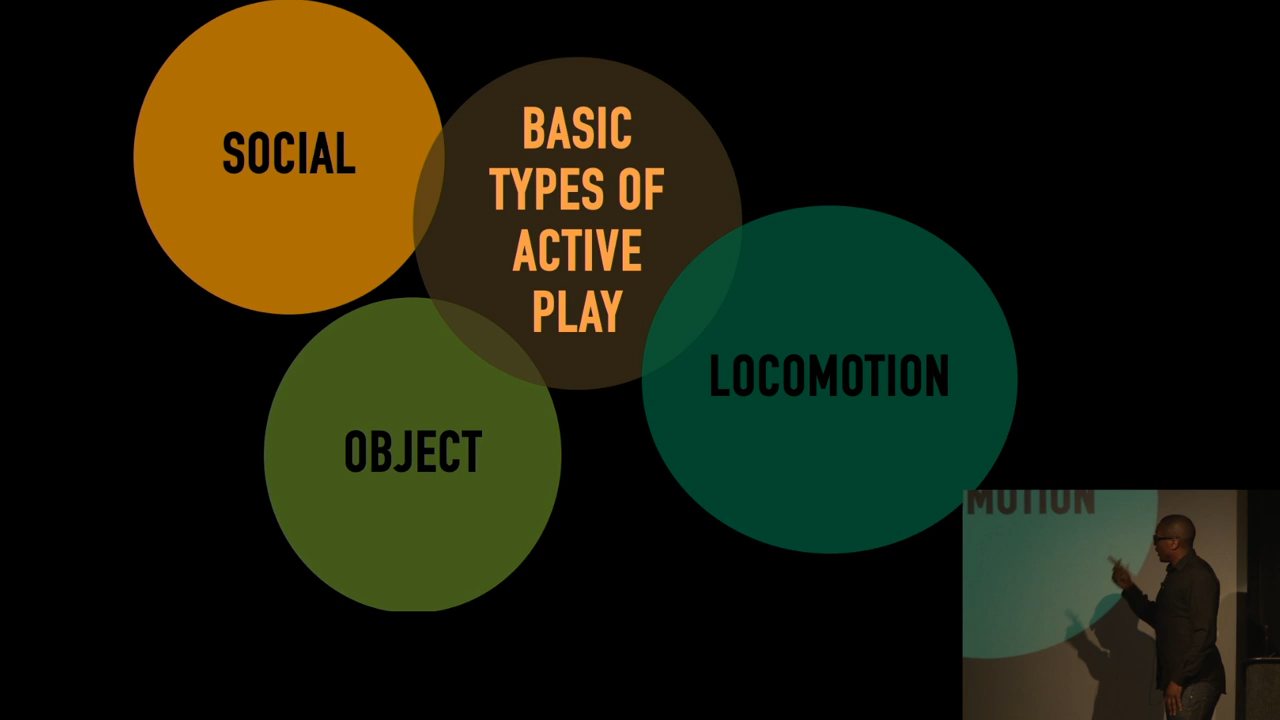 SOCIAL
BASIC
TYPES OF
ACTIVE
PLAY
LOCOMOTION
OBJECT
MOTION